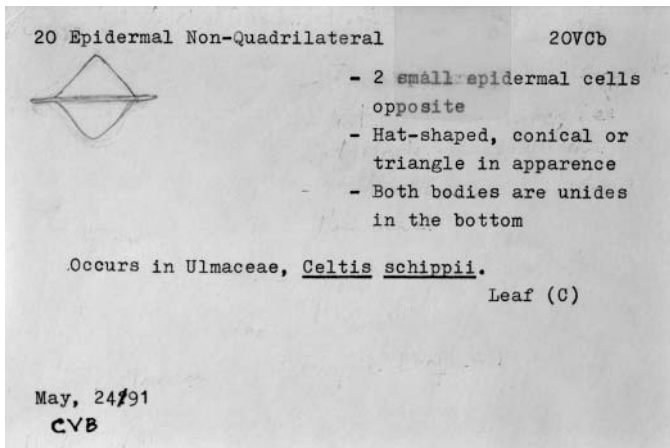 20 Epidermal Non-Quadrilateral 20VCb
- 2 small epidermal cells
opposite
- Hat-shaped, conical or
triangle in apparence
- Both bodies are unides
in the bottom
Occurs in Ulmaceae, Celtis schippii.
Leaf (C)
May, 24/91
CVB